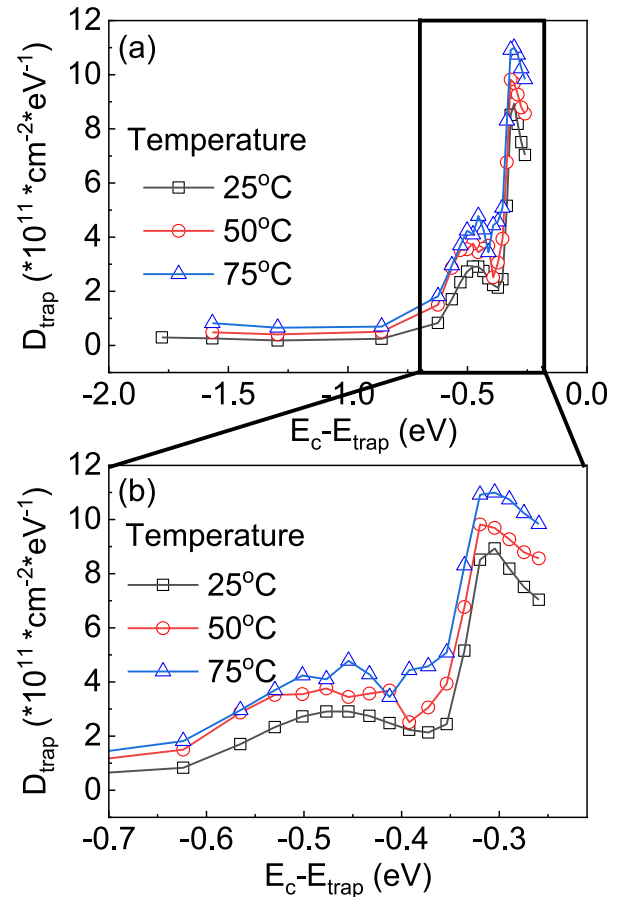 (a)
Temperature
25°C
50°C
75°C
D_trap (*10^11 *cm^-2*eV^-1)
12
10
8
6
4
2
0
-2.0 -1.5 -1.0 -0.5 0.0
E_c-E_trap (eV)
(b)
Temperature
25°C
50°C
75°C
D_trap (*10^11 *cm^-2*eV^-1)
12
10
8
6
4
2
0
-0.7 -0.6 -0.5 -0.4 -0.3
E_c-E_trap (eV)